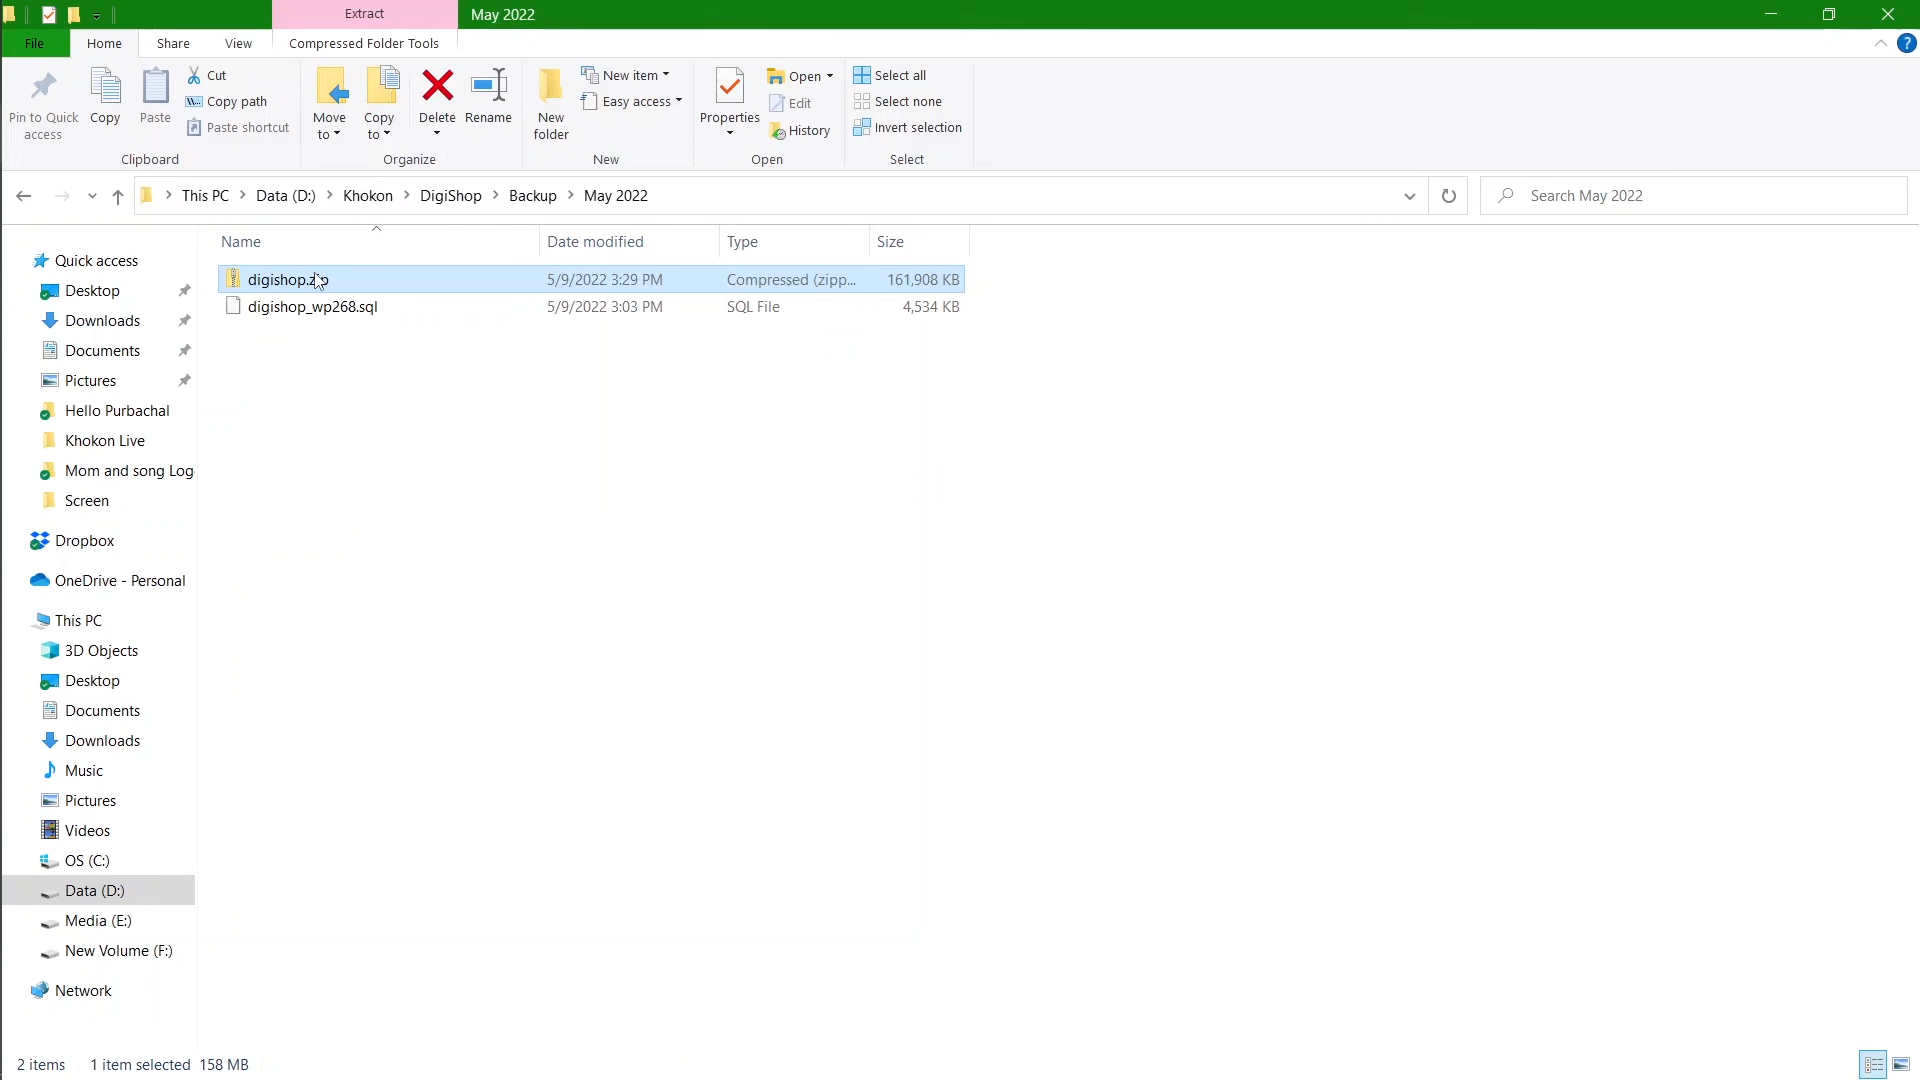 Extract
May 2022
File
Home
Share
View
Compressed Folder Tools
Pin to Quick access
Copy
Paste
Cut
Copy path
Paste shortcut
Clipboard
Move to
Copy to
Delete
Rename
Organize
New folder
New item
Easy access
New
Properties
Open
Edit
History
Open
Select all
Select none
Invert selection
Select
This PC > Data (D:) > Khokon > DigiShop > Backup > May 2022
Search May 2022
Name Date modified Type Size
digishop.zip 5/9/2022 3:29 PM Compressed (zipp... 161,908 KB
digishop_wp268.sql 5/9/2022 3:03 PM SQL File 4,534 KB
Quick access
Desktop
Downloads
Documents
Pictures
Hello Purbachal
Khokon Live
Mom and song Log
Screen
Dropbox
OneDrive - Personal
This PC
3D Objects
Desktop
Documents
Downloads
Music
Pictures
Videos
OS (C:)
Data (D:)
Media (E:)
New Volume (F:)
Network
2 items 1 item selected 158 MB